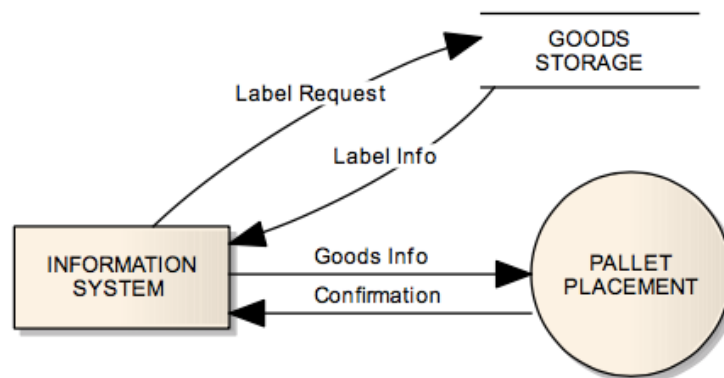 GOODS
STORAGE
Label Request
Label Info
INFORMATION
SYSTEM
Goods Info
Confirmation
PALLET
PLACEMENT